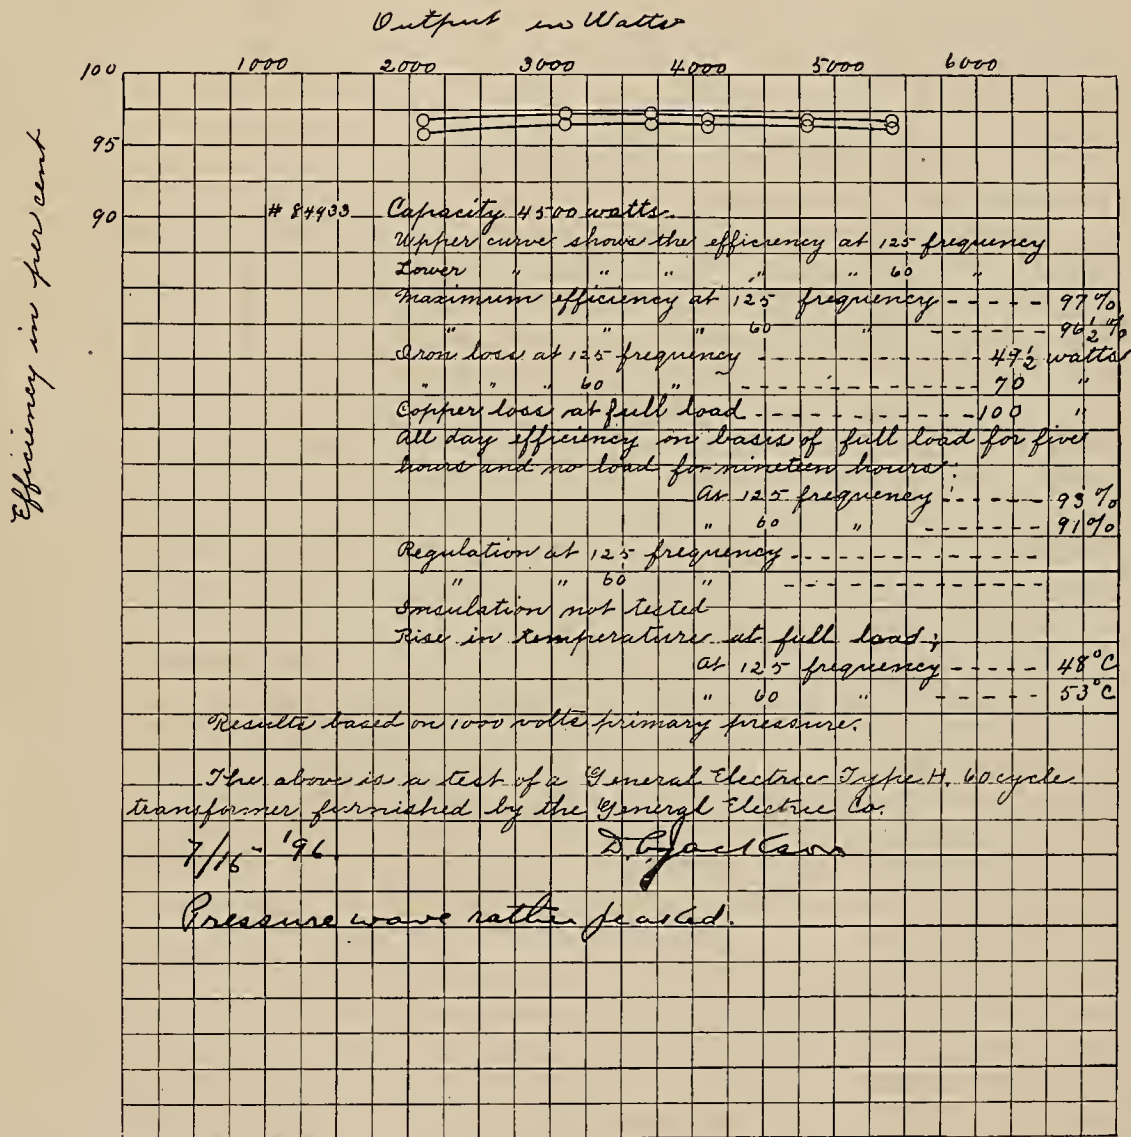 Output in Watts
1000 2000 3000 4000 5000 6000
100
95
90
Efficiency in per cent
# 84933 Capacity 4500 watts.
Upper curve shows the efficiency at 125 frequency
Lower " " " " " 60 "
Maximum efficiency at 125 frequency ----- 97%
" " " 60 " ------ 96½%
Iron loss at 125 frequency ---------- 49½ watts
" " " 60 " ----------- 70 "
Copper loss at full load ---------- 100 "
All day efficiency on basis of full load for five
hours and no load for nineteen hours:
At 125 frequency ------ 93%
" 60 " ------ 91%
Regulation at 125 frequency -------------
" " 60 " -------------
Insulation not tested
Rise in temperature at full load;
At 125 frequency ----- 48°C
" 60 " ------ 53°C
Results based on 1000 volts primary pressure.
The above is a test of a General Electric Type H. 60 cycle
transformer furnished by the General Electric Co.
7/16 - '96. D.C. Jackson
Pressure wave rather peaked.